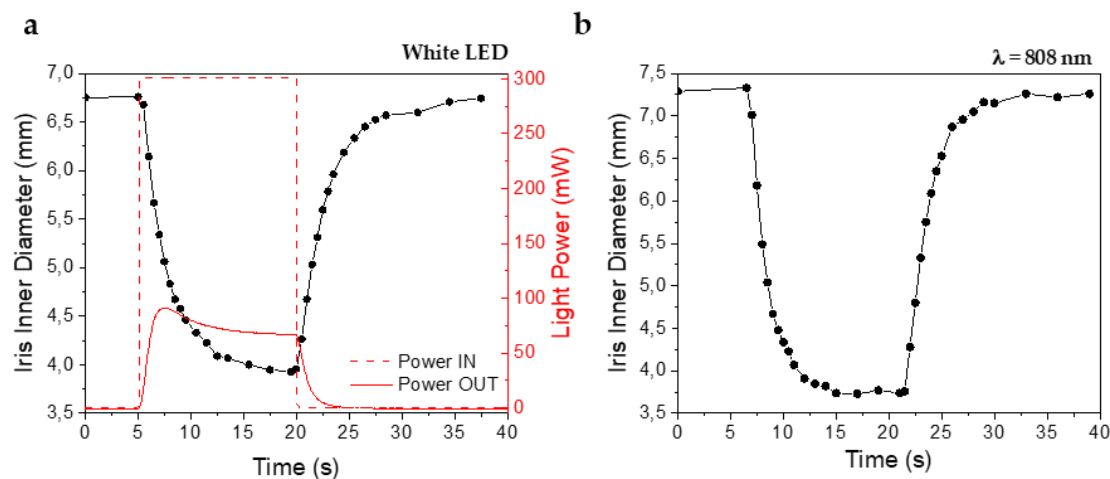 a
White LED
7,0
6,5
6,0
5,5
5,0
4,5
4,0
3,5
Iris Inner Diameter (mm)
300
250
200
150
100
50
0
Light Power (mW)
Power IN
Power OUT
0 5 10 15 20 25 30 35 40
Time (s)
b
λ = 808 nm
7,5
7,0
6,5
6,0
5,5
5,0
4,5
4,0
3,5
Iris Inner Diameter (mm)
0 10 20 30 40
Time (s)